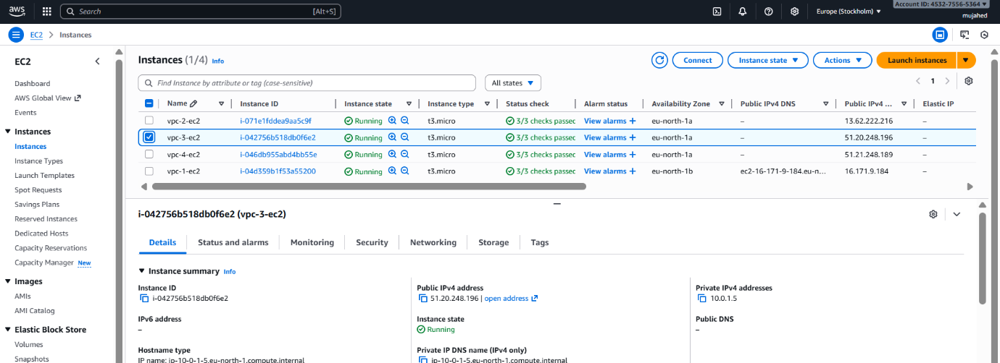 aws Search [Alt+S] Europe (Stockholm) Account ID: 4532-7556-5364
mujahed
EC2 > Instances
EC2
Dashboard
AWS Global View
Events
Instances
Instances
Instance Types
Launch Templates
Spot Requests
Savings Plans
Reserved Instances
Dedicated Hosts
Capacity Reservations
Capacity Manager New
Images
AMIs
AMI Catalog
Elastic Block Store
Volumes
Snapshots
Instances (1/4) Info Connect Instance state Actions Launch instances
Find Instance by attribute or tag (case-sensitive) All states 1
Name Instance ID Instance state Instance type Status check Alarm status Availability Zone Public IPv4 DNS Public IPv4 ... Elastic IP
vpc-2-ec2 i-071e1fddea9aa5c9f Running t3.micro 3/3 checks passec View alarms + eu-north-1a – 13.62.222.216 –
vpc-3-ec2 i-042756b518db0f6e2 Running t3.micro 3/3 checks passec View alarms + eu-north-1a – 51.20.248.196 –
vpc-4-ec2 i-046db955abd4bb55e Running t3.micro 3/3 checks passec View alarms + eu-north-1a – 51.21.248.189 –
vpc-1-ec2 i-04d359b1f53a55200 Running t3.micro 3/3 checks passec View alarms + eu-north-1b ec2-16-171-9-184.eu-n... 16.171.9.184 –
i-042756b518db0f6e2 (vpc-3-ec2)
Details Status and alarms Monitoring Security Networking Storage Tags
Instance summary Info
Instance ID
i-042756b518db0f6e2
IPv6 address
–
Hostname type
IP name: ip-10-0-1-5.eu-north-1.compute.internal
Public IPv4 address
51.20.248.196 | open address
Instance state
Running
Private IP DNS name (IPv4 only)
ip-10-0-1-5.eu-north-1.compute.internal
Private IPv4 addresses
10.0.1.5
Public DNS
–